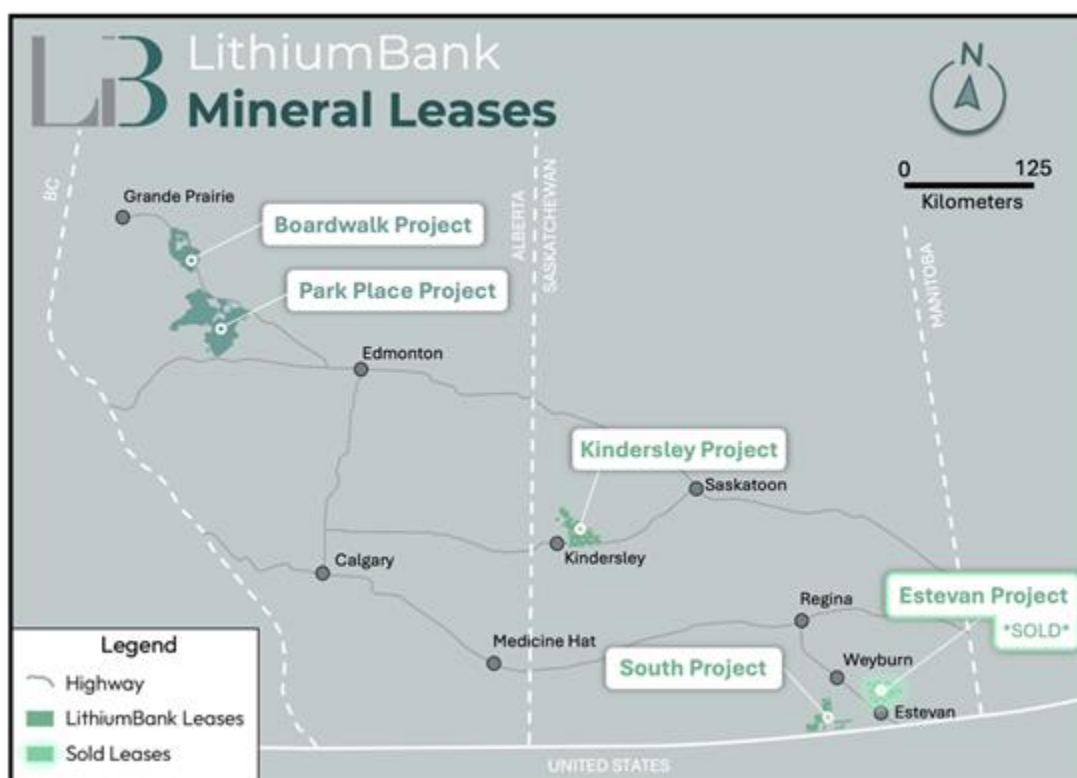 LiB LithiumBank
Mineral Leases
N
0 125
Kilometers
BC
ALBERTA
SASKATCHEWAN
MANITOBA
Grande Prairie
Boardwalk Project
Park Place Project
Edmonton
Kindersley Project
Saskatoon
Kindersley
Calgary
Estevan Project
*SOLD*
Regina
Medicine Hat
South Project
Weyburn
Estevan
Legend
Highway
LithiumBank Leases
Sold Leases
UNITED STATES